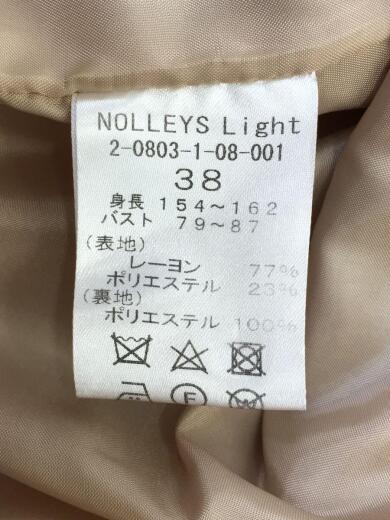 NOLLEYS Light
2-0803-1-08-001
38
身長 154～162
バスト 79～87
(表地)
レーヨン 77%
ポリエステル 23%
(裏地)
ポリエステル 100%
F